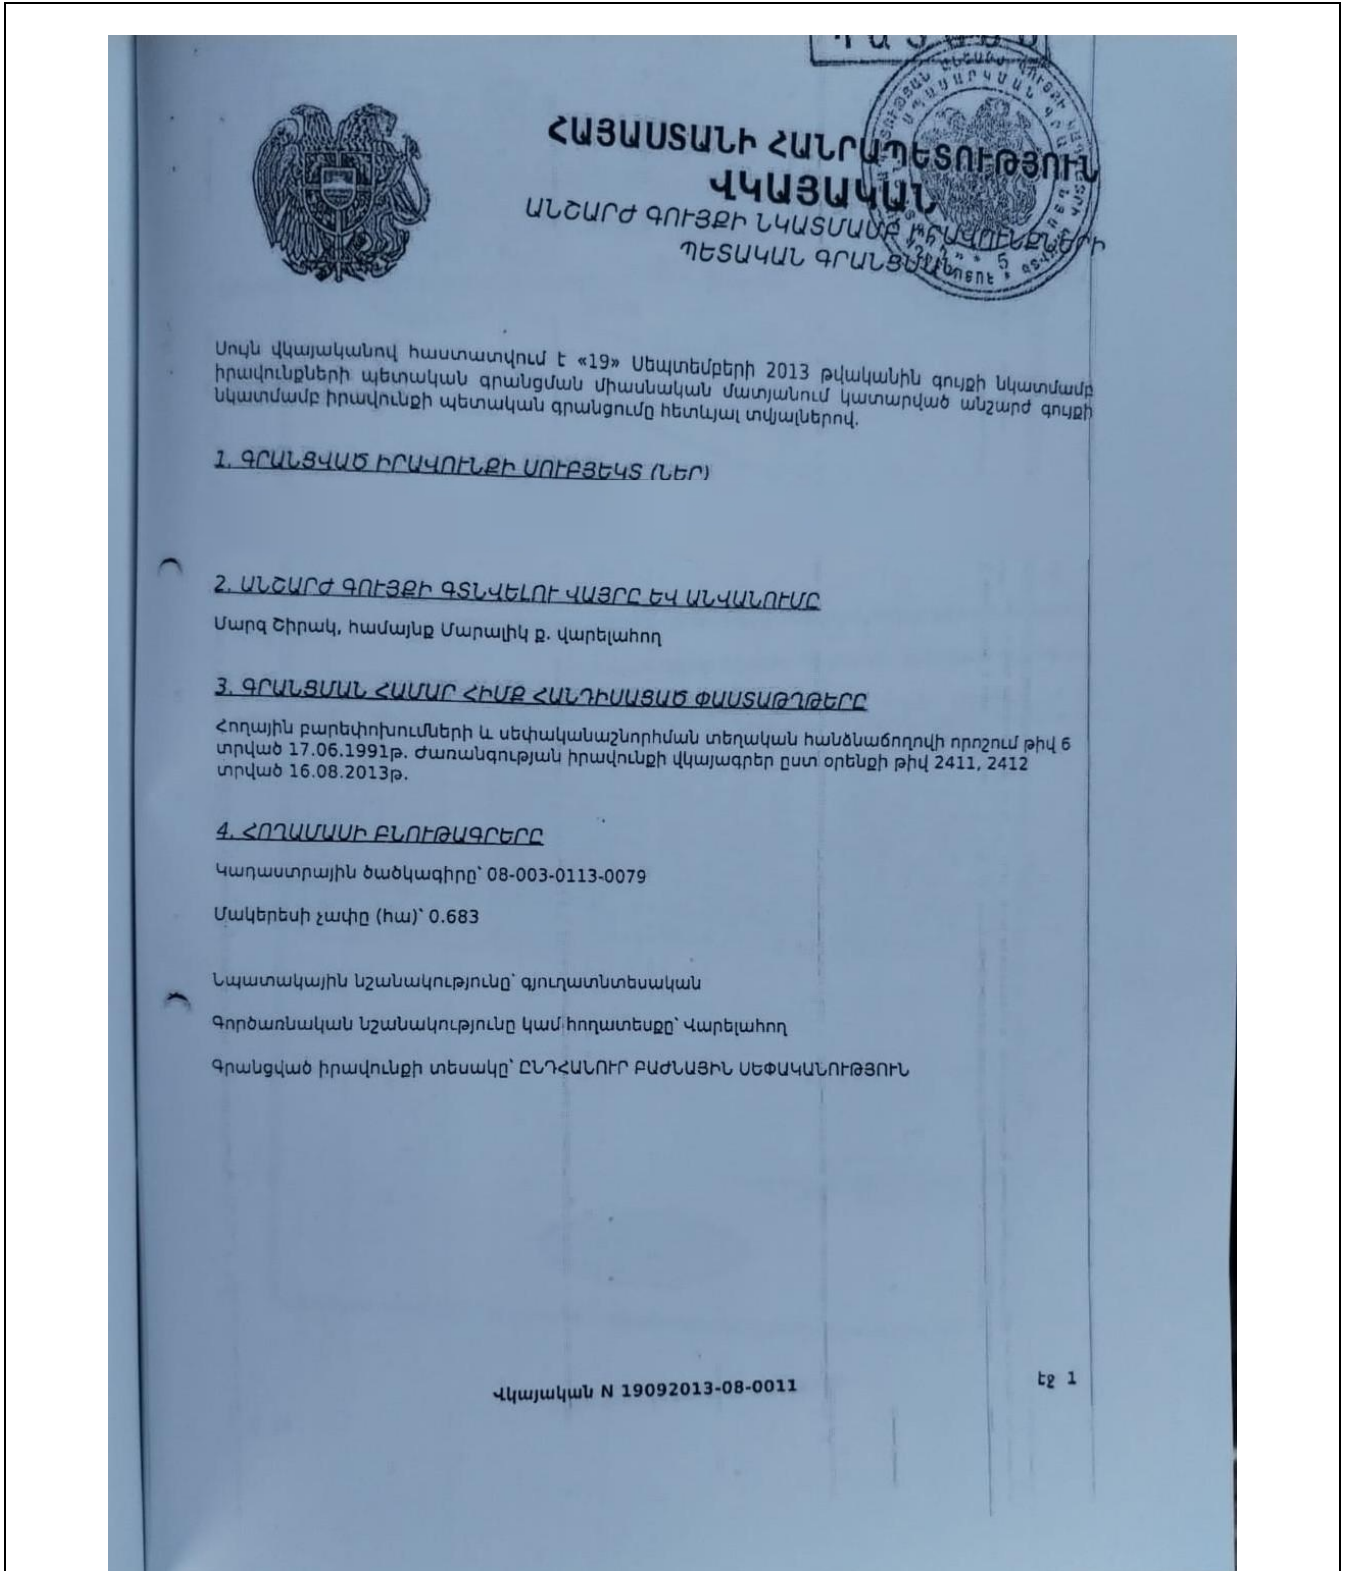 ՀԱՅԱՍՏԱՆԻ ՀԱՆՐԱՊԵՏՈՒԹՅՈՒՆ
ՎԿԱՅԱԿԱՆ
ԱՆՇԱՐԺ ԳՈՒՅՔԻ ՆԿԱՏՄԱՄԲ ԻՐԱՎՈՒՆՔՆԵՐԻ
ՊԵՏԱԿԱՆ ԳՐԱՆՑՄԱՆ
Սույն վկայականով հաստատվում է «19» Սեպտեմբերի 2013 թվականին գույքի նկատմամբ
իրավունքների պետական գրանցման միասնական մատյանում կատարված անշարժ գույքի
նկատմամբ իրավունքի պետական գրանցումը հետևյալ տվյալներով.
1. ԳՐԱՆՑՎԱԾ ԻՐԱՎՈՒՆՔԻ ՍՈՒԲՅԵԿՏ (ՆԵՐ)
2. ԱՆՇԱՐԺ ԳՈՒՅՔԻ ԳՏՆՎԵԼՈՒ ՎԱՅՐԸ ԵՎ ԱՆՎԱՆՈՒՄԸ
Մարզ Շիրակ, համայնք Մարալիկ ք. վարելահող
3. ԳՐԱՆՑՄԱՆ ՀԱՄԱՐ ՀԻՄՔ ՀԱՆԴԻՍԱՑԱԾ ՓԱՍՏԱԹՂԹԵՐԸ
Հողային բարեփոխումների և սեփականաշնորհման տեղական հանձնաճողովի որոշում թիվ 6
տրված 17.06.1991թ. Ժառանգության իրավունքի վկայագրեր ըստ օրենքի թիվ 2411, 2412
տրված 16.08.2013թ.
4. ՀՈՂԱՄԱՍԻ ԲՆՈՒԹԱԳՐԵՐԸ
Կադաստրային ծածկագիրը՝ 08-003-0113-0079
Մակերեսի չափը (հա)՝ 0.683
Նպատակային նշանակությունը՝ գյուղատնտեսական
Գործառնական նշանակությունը կամ հողատեսքը՝ Վարելահող
Գրանցված իրավունքի տեսակը՝ ԸՆԴՀԱՆՈՒՐ ԲԱԺՆԱՅԻՆ ՍԵՓԱԿԱՆՈՒԹՅՈՒՆ
Վկայական N 19092013-08-0011
էջ 1